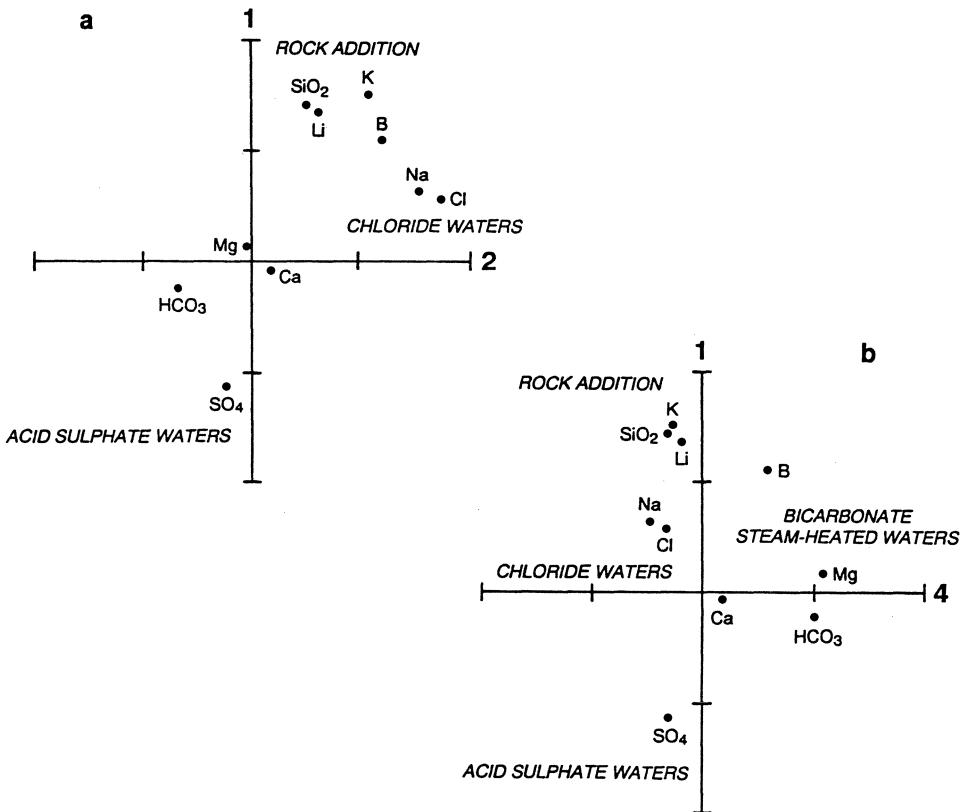 a
1
ROCK ADDITION
SiO₂
K
Li
B
Na
Cl
CHLORIDE WATERS
Mg
2
Ca
HCO₃
SO₄
ACID SULPHATE WATERS
1
b
ROCK ADDITION
K
SiO₂
Li
B
Na
Cl
BICARBONATE
STEAM-HEATED WATERS
CHLORIDE WATERS
Mg
4
Ca
HCO₃
SO₄
ACID SULPHATE WATERS